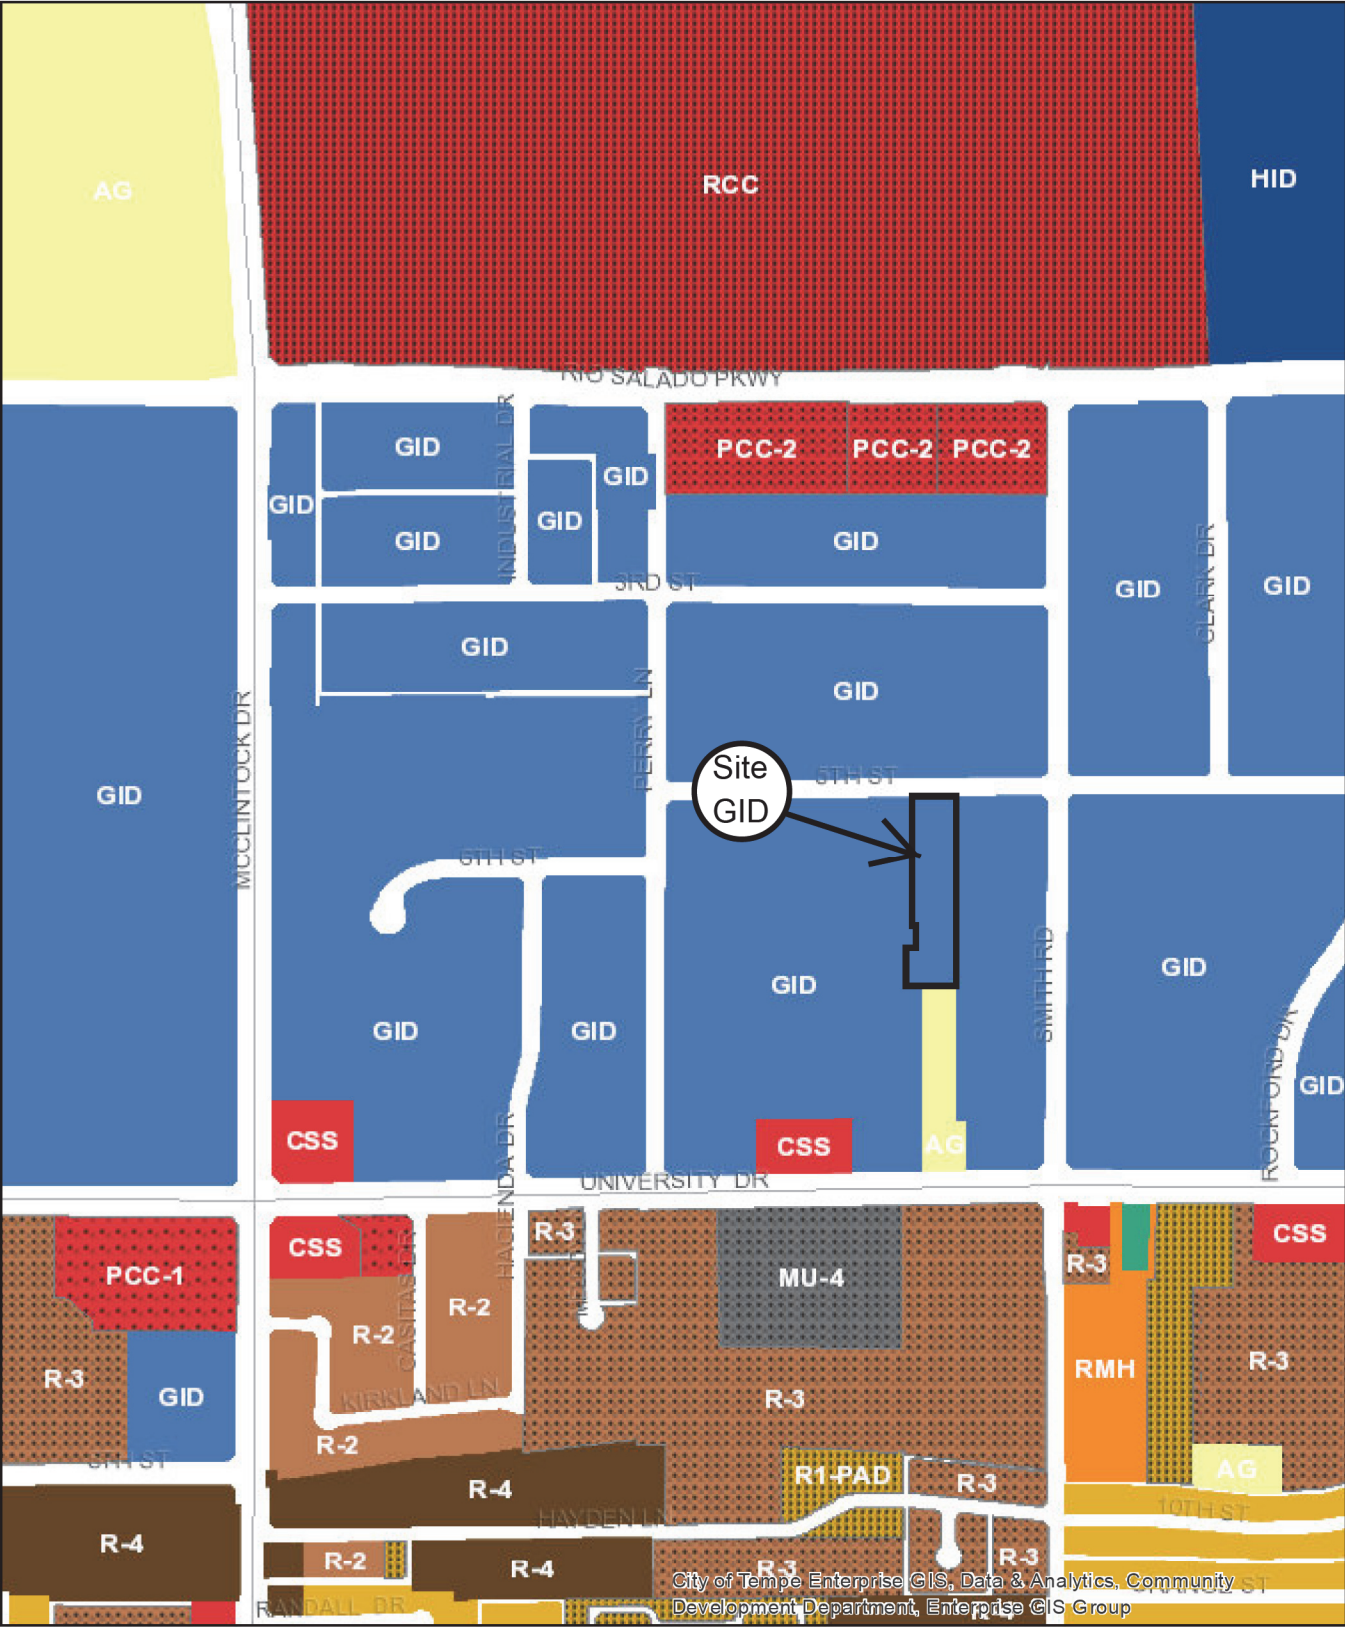 AG
RCC
HID
RIO SALADO PKWY
GID
INDUSTRIAL DR
GID
GID
PCC-2
PCC-2
PCC-2
GID
GID
GID
GID
3RD ST
GID
CLARK DR
GID
GID
GID
PERRY LN
MCCLINTOCK DR
GID
Site
GID
5TH ST
6TH ST
GID
GID
GID
SMITH RD
GID
ROCKFORD DR
GID
CSS
HACIENDA DR
CSS
AG
UNIVERSITY DR
PCC-1
CSS
CASITAS DR
R-2
R-3
MU-4
R-3
CSS
R-3
GID
R-2
KIRKLAND LN
R-2
R-3
RMH
R-3
8TH ST
R-4
R-4
HAYDEN LN
R1-PAD
R-3
AG
10TH ST
R-2
R-4
R-3
R-3
RANDALL DR
City of Tempe Enterprise GIS, Data & Analytics, Community
Development Department, Enterprise GIS Group